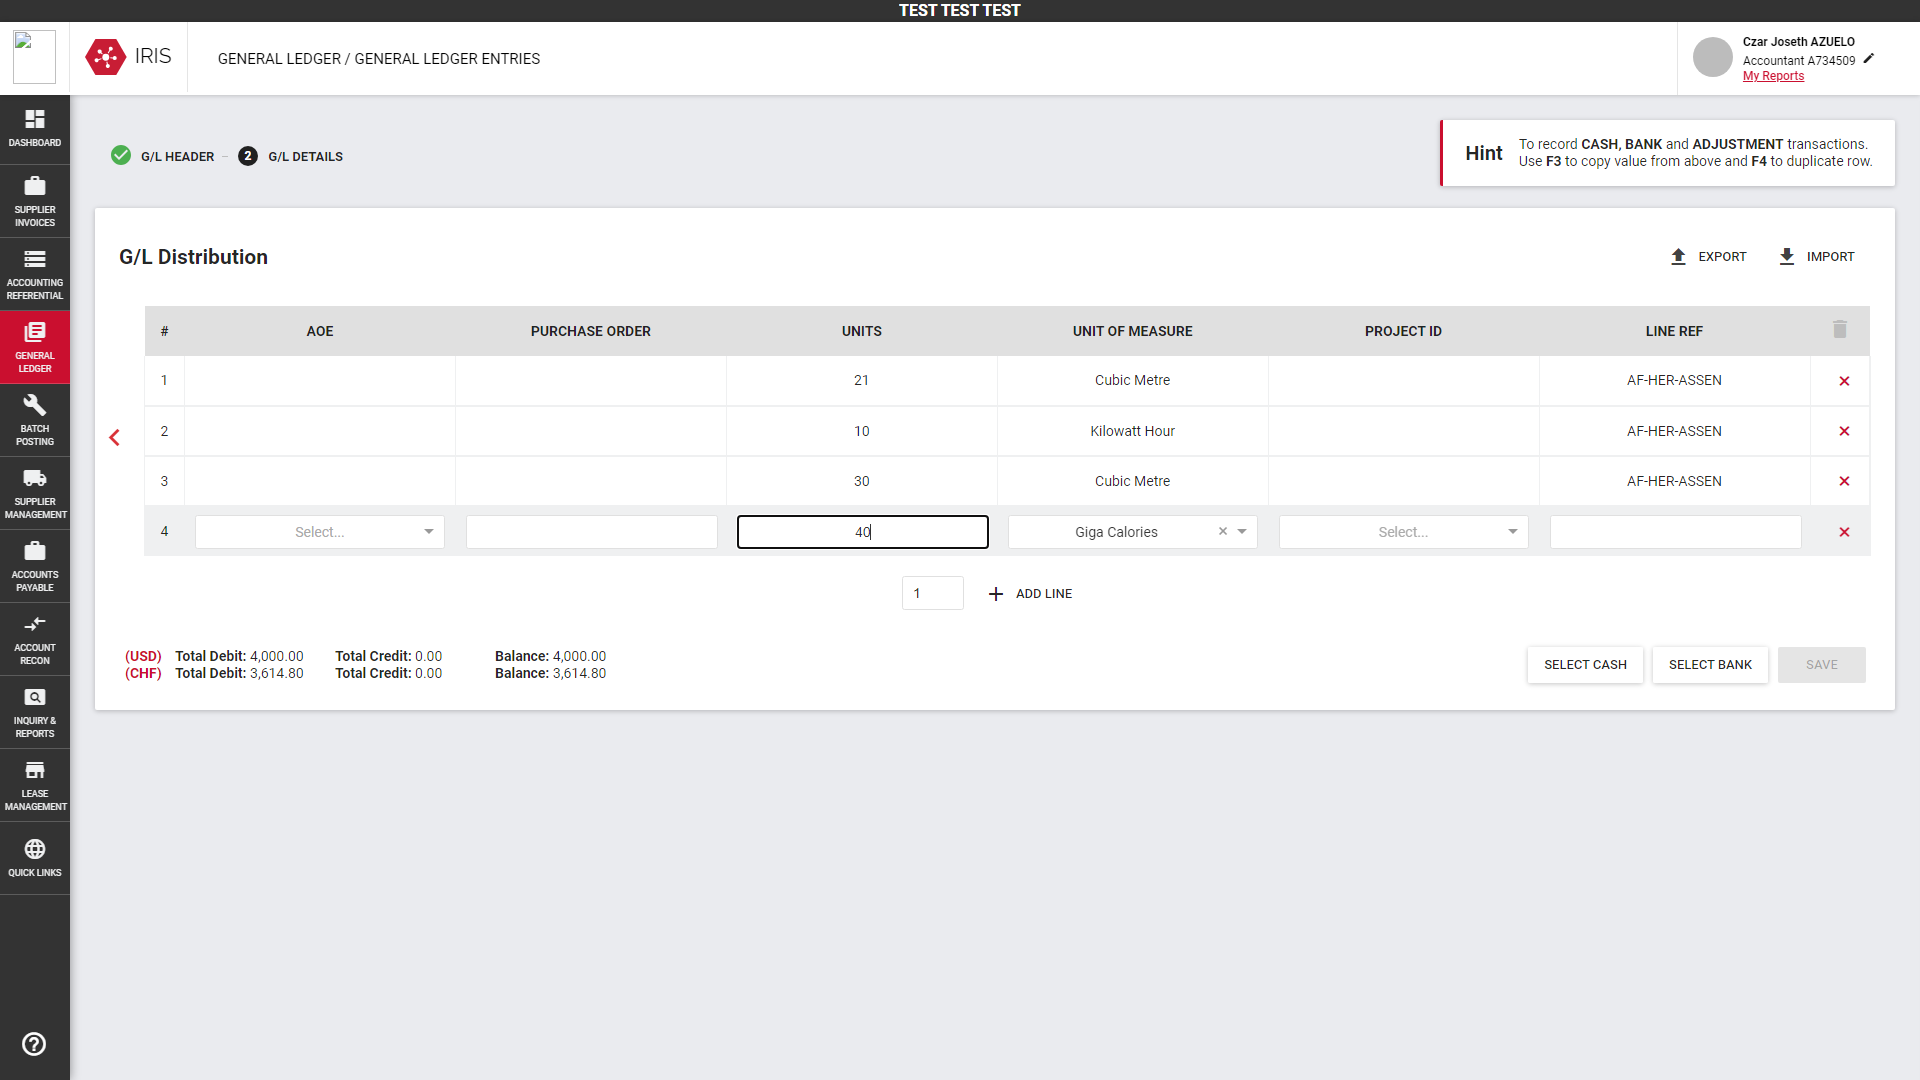 TEST TEST TEST
IRIS
GENERAL LEDGER / GENERAL LEDGER ENTRIES
Czar Joseth AZUELO
Accountant A734509
My Reports
DASHBOARD
SUPPLIER
INVOICES
ACCOUNTING
REFERENTIAL
GENERAL
LEDGER
BATCH
POSTING
SUPPLIER
MANAGEMENT
ACCOUNTS
PAYABLE
ACCOUNT
RECON
INQUIRY &
REPORTS
LEASE
MANAGEMENT
QUICK LINKS
G/L HEADER – 2 G/L DETAILS
Hint
To record CASH, BANK and ADJUSTMENT transactions.
Use F3 to copy value from above and F4 to duplicate row.
G/L Distribution
EXPORT IMPORT
# AOE PURCHASE ORDER UNITS UNIT OF MEASURE PROJECT ID LINE REF
1 21 Cubic Metre AF-HER-ASSEN
2 10 Kilowatt Hour AF-HER-ASSEN
3 30 Cubic Metre AF-HER-ASSEN
4 Select... 40 Giga Calories Select...
1 ADD LINE
(USD) Total Debit: 4,000.00 Total Credit: 0.00 Balance: 4,000.00
(CHF) Total Debit: 3,614.80 Total Credit: 0.00 Balance: 3,614.80
SELECT CASH SELECT BANK SAVE